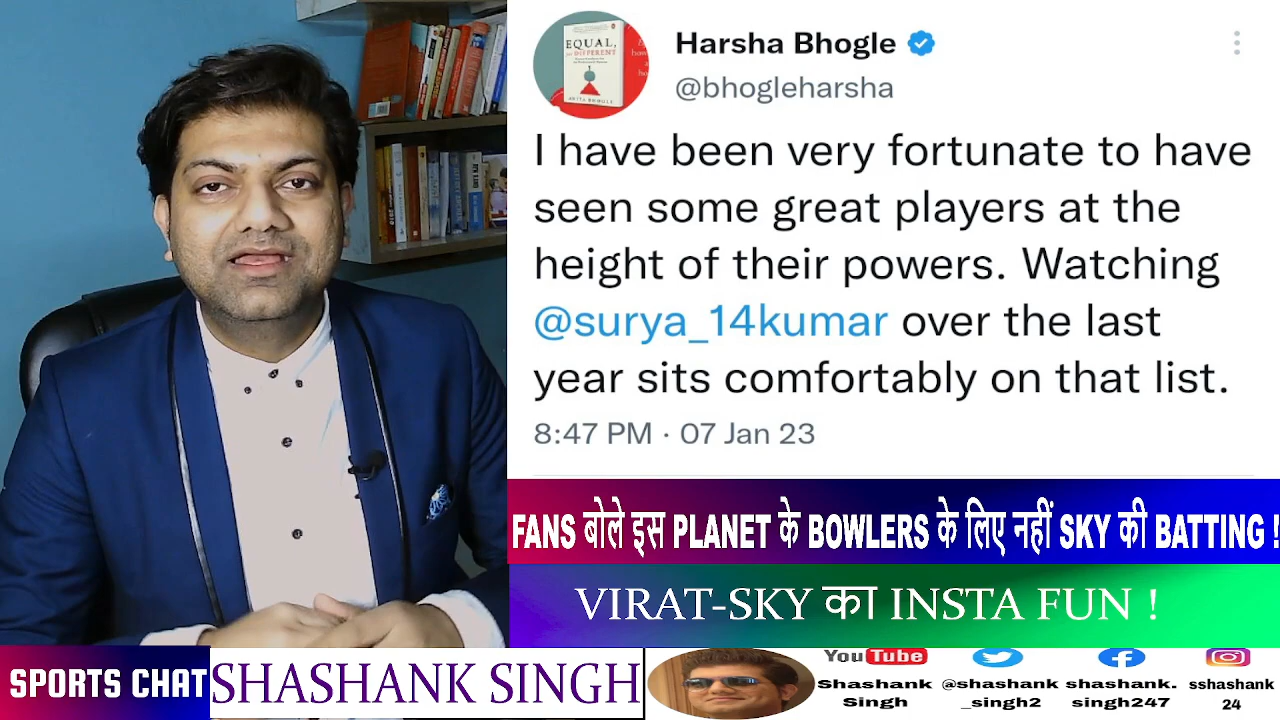 EQUAL,
Harsha Bhogle
@bhogleharsha
I have been very fortunate to have
seen some great players at the
height of their powers. Watching
@surya_14kumar over the last
year sits comfortably on that list.
8:47 PM · 07 Jan 23
FANS बोले इस PLANET के BOWLERS के लिए नहीं SKY की BATTING !
VIRAT-SKY का INSTA FUN !
SPORTS CHAT SHASHANK SINGH
YouTube
Shashank @shashank shashank. sshashank
Singh _singh2 singh247 24